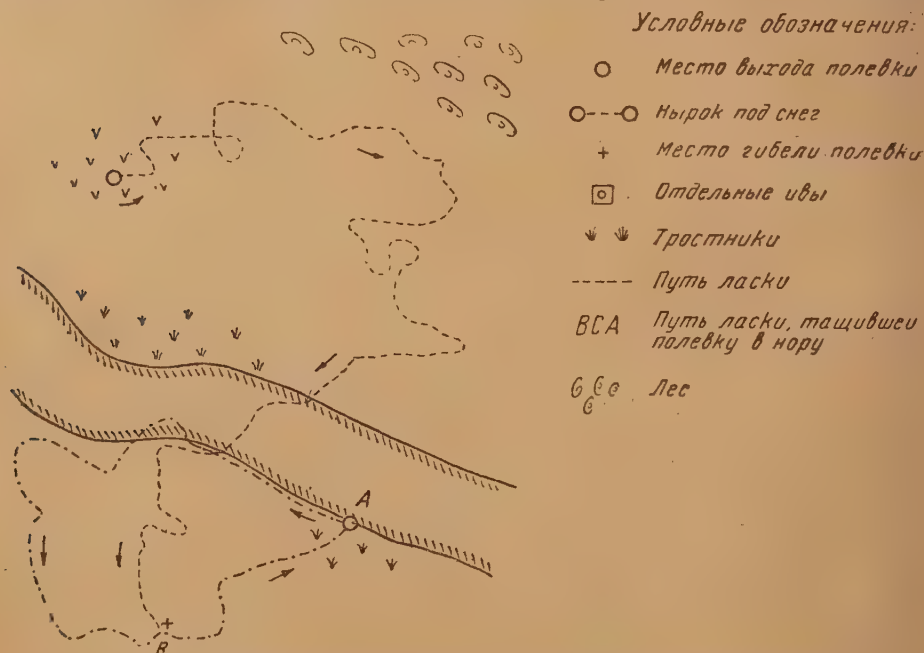 Условные обозначения:
Место выхода полевки
Нырок под снег
Место гибели полевки
Отдельные ивы
Тростники
Путь ласки
ВСА Путь ласки, тащившей
полевку в нору
Лес
А
В